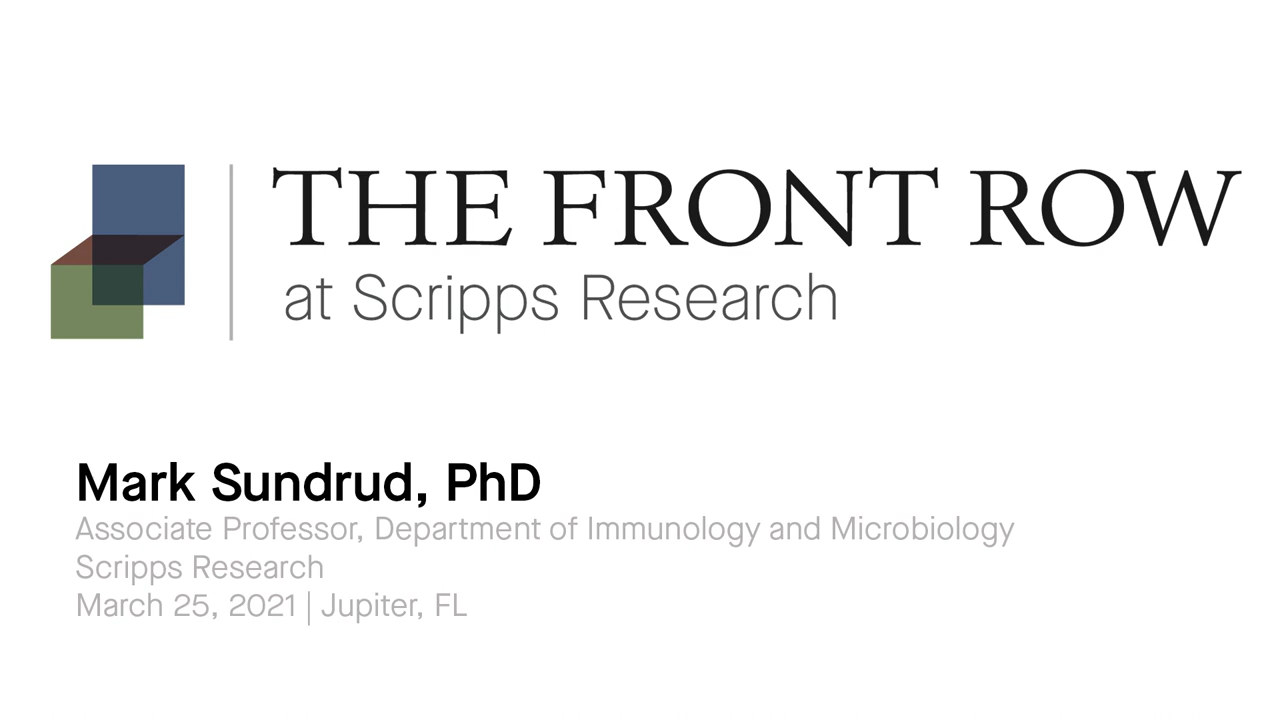 THE FRONT ROW
at Scripps Research
Mark Sundrud, PhD
Associate Professor, Department of Immunology and Microbiology
Scripps Research
March 25, 2021 | Jupiter, FL